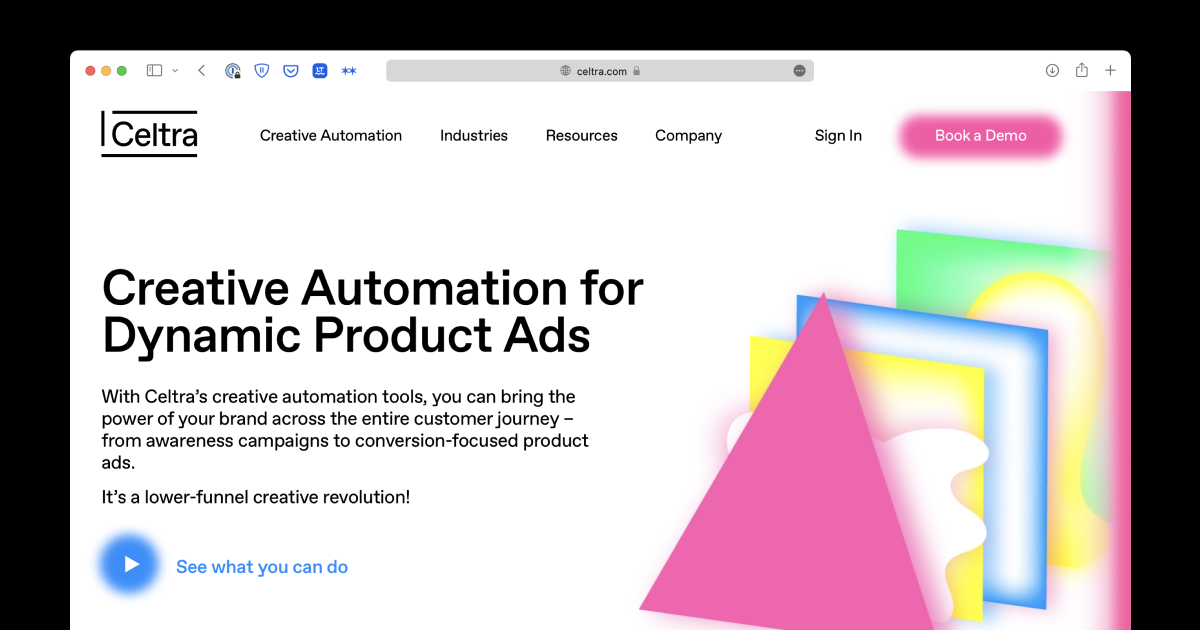 celtra.com
Celtra
Creative Automation
Industries
Resources
Company
Sign In
Book a Demo
Creative Automation for
Dynamic Product Ads
With Celtra’s creative automation tools, you can bring the
power of your brand across the entire customer journey –
from awareness campaigns to conversion-focused product
ads.
It’s a lower-funnel creative revolution!
See what you can do